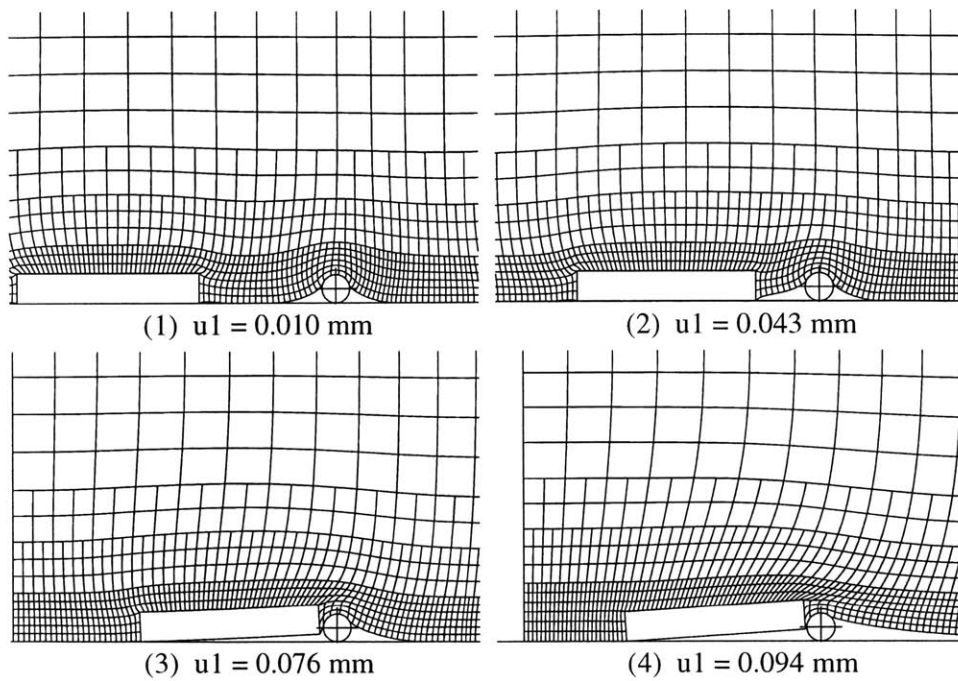 (1) u1 = 0.010 mm
(2) u1 = 0.043 mm
(3) u1 = 0.076 mm
(4) u1 = 0.094 mm